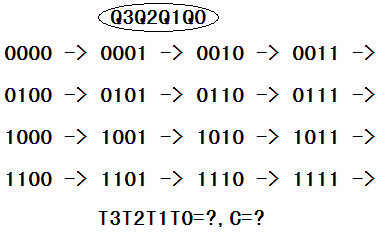 Q3Q2Q1Q0
0000 -> 0001 -> 0010 -> 0011 ->
0100 -> 0101 -> 0110 -> 0111 ->
1000 -> 1001 -> 1010 -> 1011 ->
1100 -> 1101 -> 1110 -> 1111 ->
T3T2T1T0=?, C=?